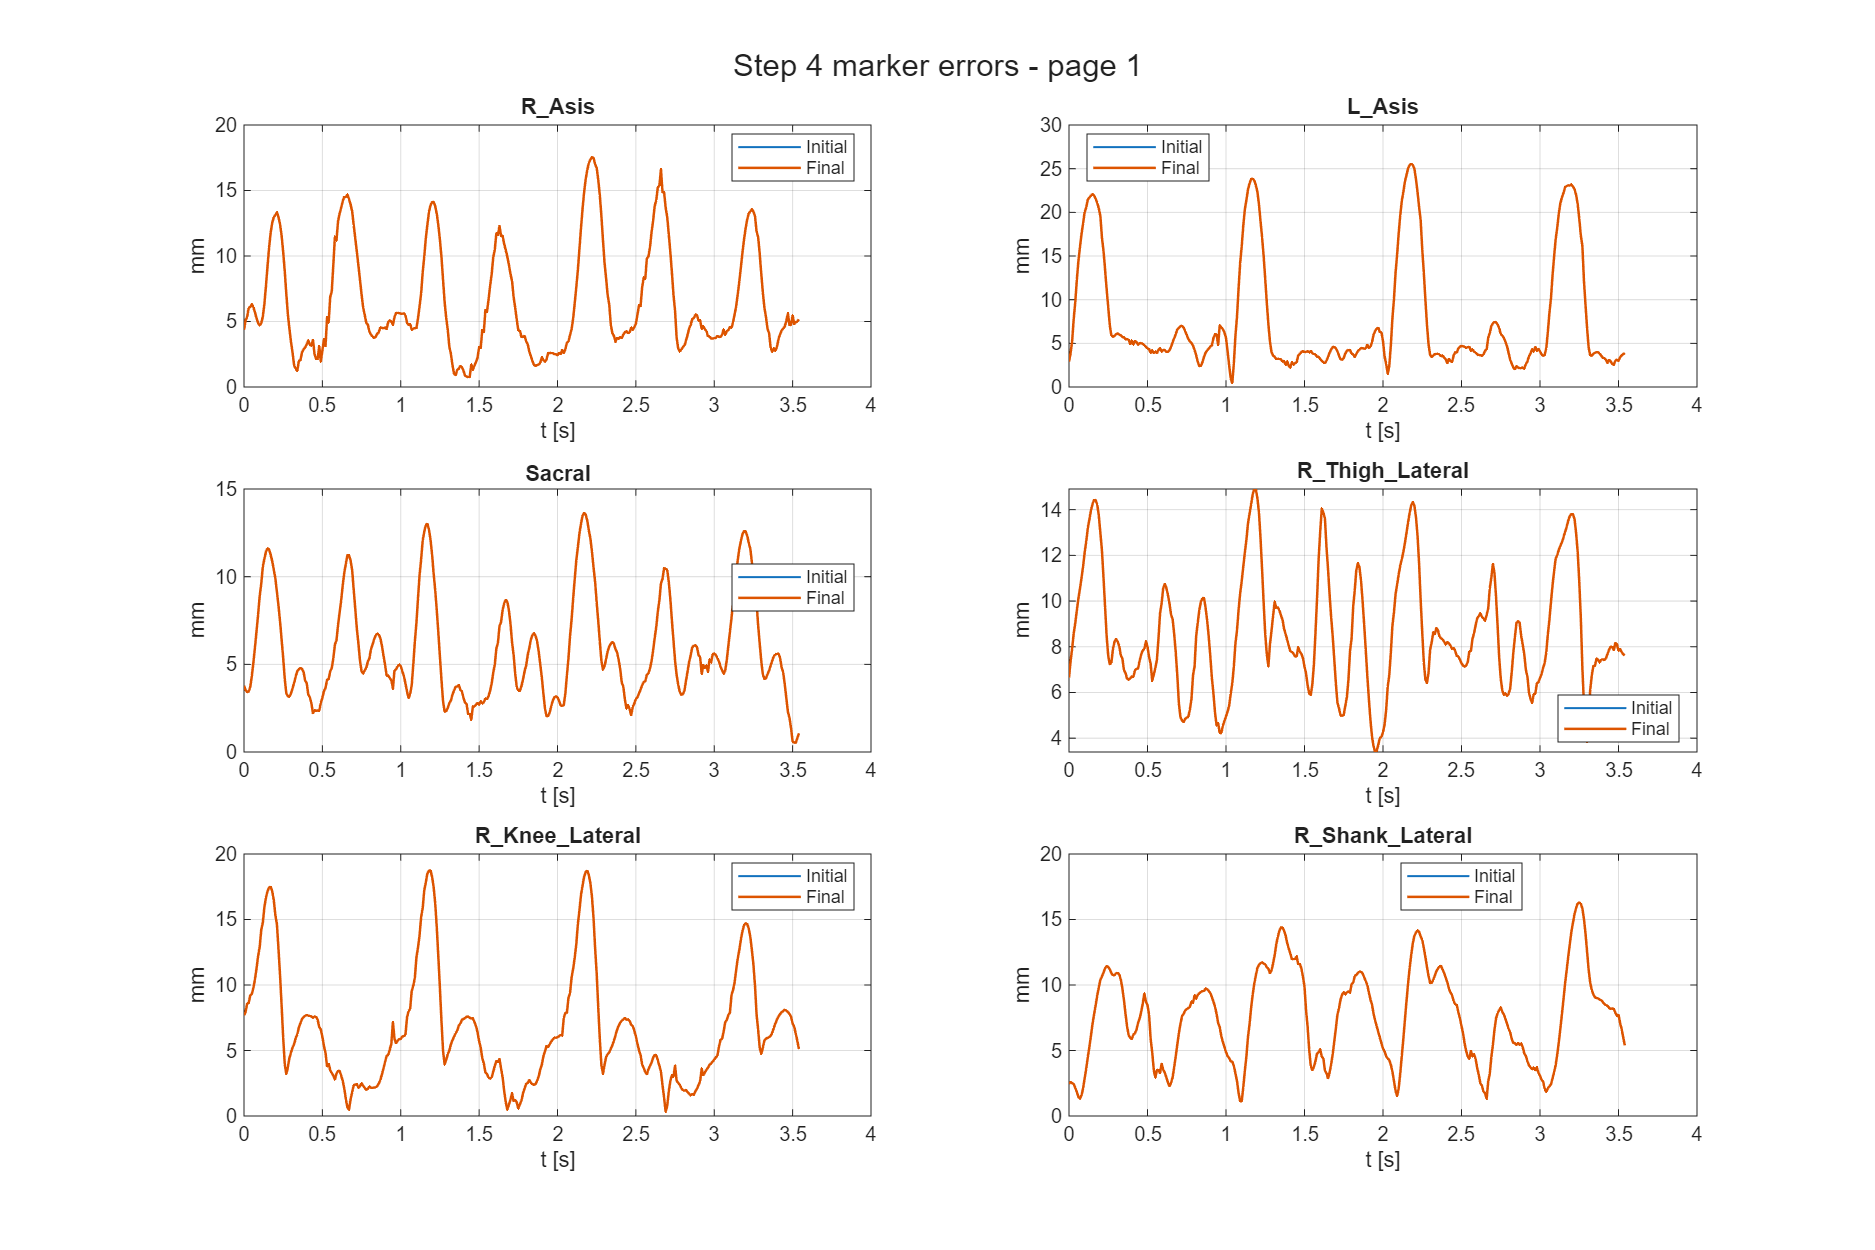 Step 4 marker errors - page 1
R_Asis
mm
20
15
10
5
0
0 0.5 1 1.5 2 2.5 3 3.5 4
t [s]
Initial
Final
L_Asis
mm
30
25
20
15
10
5
0
0 0.5 1 1.5 2 2.5 3 3.5 4
t [s]
Initial
Final
Sacral
mm
15
10
5
0
0 0.5 1 1.5 2 2.5 3 3.5 4
t [s]
Initial
Final
R_Thigh_Lateral
mm
14
12
10
8
6
4
0 0.5 1 1.5 2 2.5 3 3.5 4
t [s]
Initial
Final
R_Knee_Lateral
mm
20
15
10
5
0
0 0.5 1 1.5 2 2.5 3 3.5 4
t [s]
Initial
Final
R_Shank_Lateral
mm
20
15
10
5
0
0 0.5 1 1.5 2 2.5 3 3.5 4
t [s]
Initial
Final